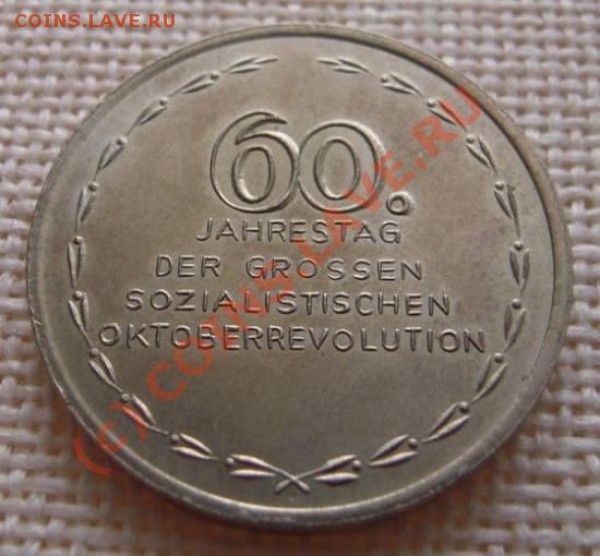 COINS.LAVE.RU
60.
JAHRESTAG
DER GROSSEN
SOZIALISTISCHEN
OKTOBERREVOLUTION
(c) COINS.LAVE.RU